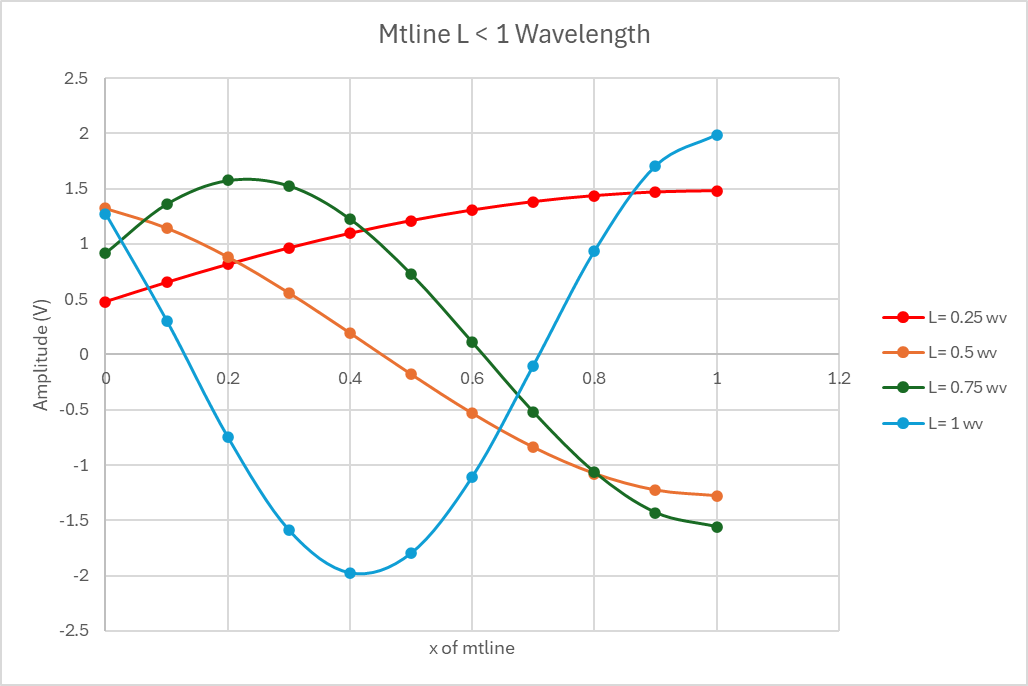 Mtline L < 1 Wavelength
2.5
2
1.5
1
0.5
0
-0.5
-1
-1.5
-2
-2.5
Amplitude (V)
0 0.2 0.4 0.6 0.8 1 1.2
x of mtline
L= 0.25 wv
L= 0.5 wv
L= 0.75 wv
L= 1 wv